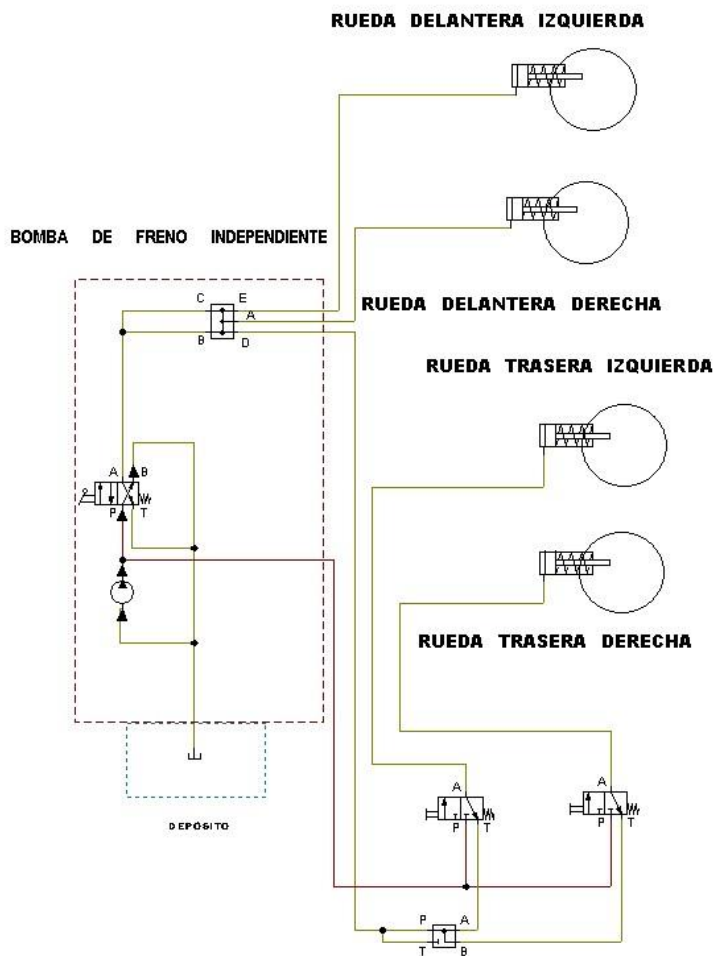 RUEDA DELANTERA IZQUIERDA
BOMBA DE FRENO INDEPENDIENTE
RUEDA DELANTERA DERECHA
C E
A
B D
RUEDA TRASERA IZQUIERDA
A B
P T
RUEDA TRASERA DERECHA
A
P T
A
P T
DEPÓSITO
P A
T B